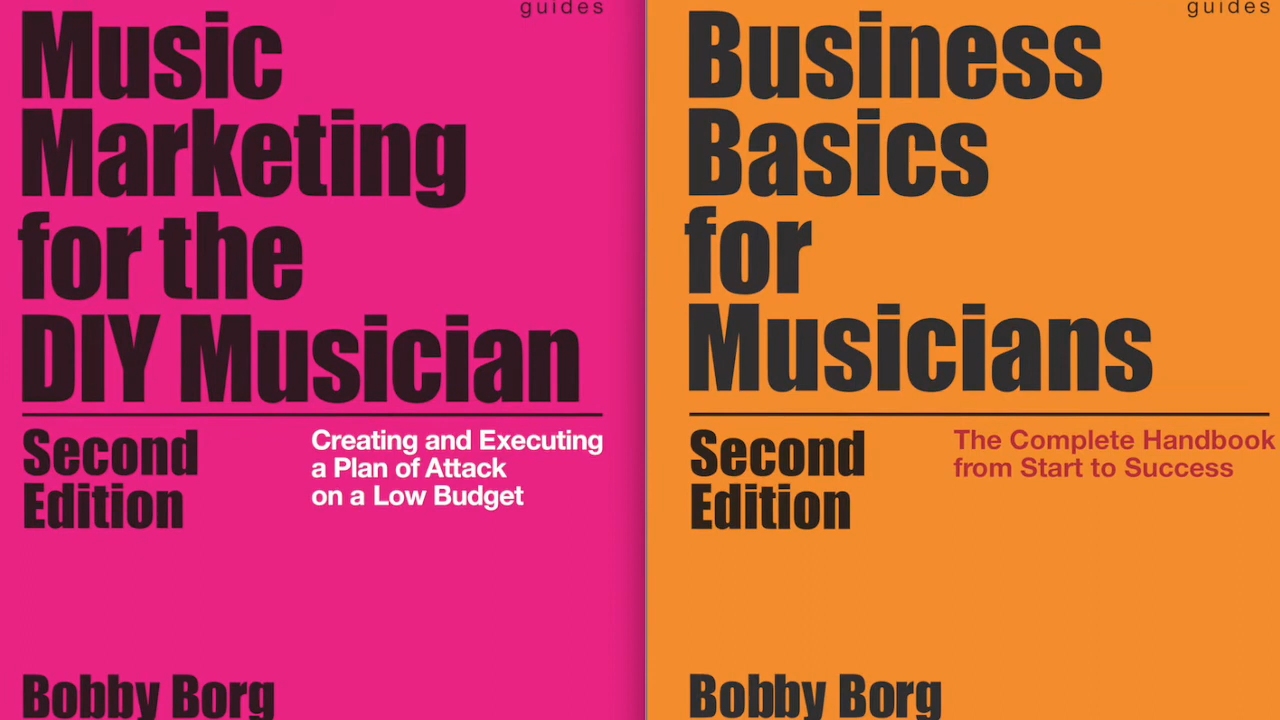 guides
Music
Marketing
for the
DIY Musician
Second
Edition
Creating and Executing
a Plan of Attack
on a Low Budget
Bobby Borg
guides
Business
Basics
for
Musicians
Second
Edition
The Complete Handbook
from Start to Success
Bobby Borg